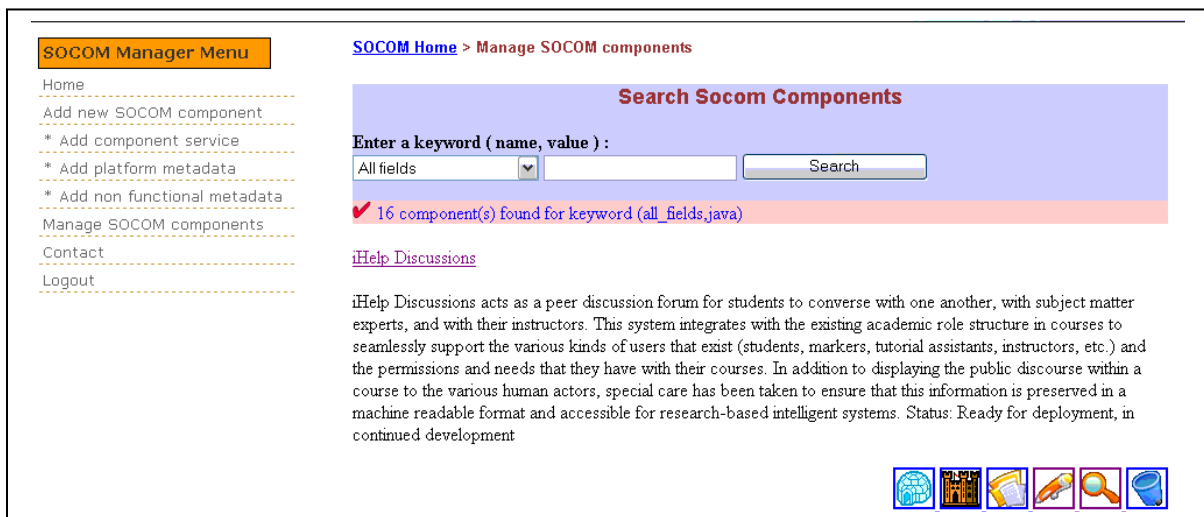 SOCOM Manager Menu
Home
Add new SOCOM component
* Add component service
* Add platform metadata
* Add non functional metadata
Manage SOCOM components
Contact
Logout
SOCOM Home > Manage SOCOM components
Search Socom Components
Enter a keyword ( name, value ) :
All fields
Search
16 component(s) found for keyword (all_fields,java)
iHelp Discussions
iHelp Discussions acts as a peer discussion forum for students to converse with one another, with subject matter
experts, and with their instructors. This system integrates with the existing academic role structure in courses to
seamlessly support the various kinds of users that exist (students, markers, tutorial assistants, instructors, etc.) and
the permissions and needs that they have with their courses. In addition to displaying the public discourse within a
course to the various human actors, special care has been taken to ensure that this information is preserved in a
machine readable format and accessible for research-based intelligent systems. Status: Ready for deployment, in
continued development